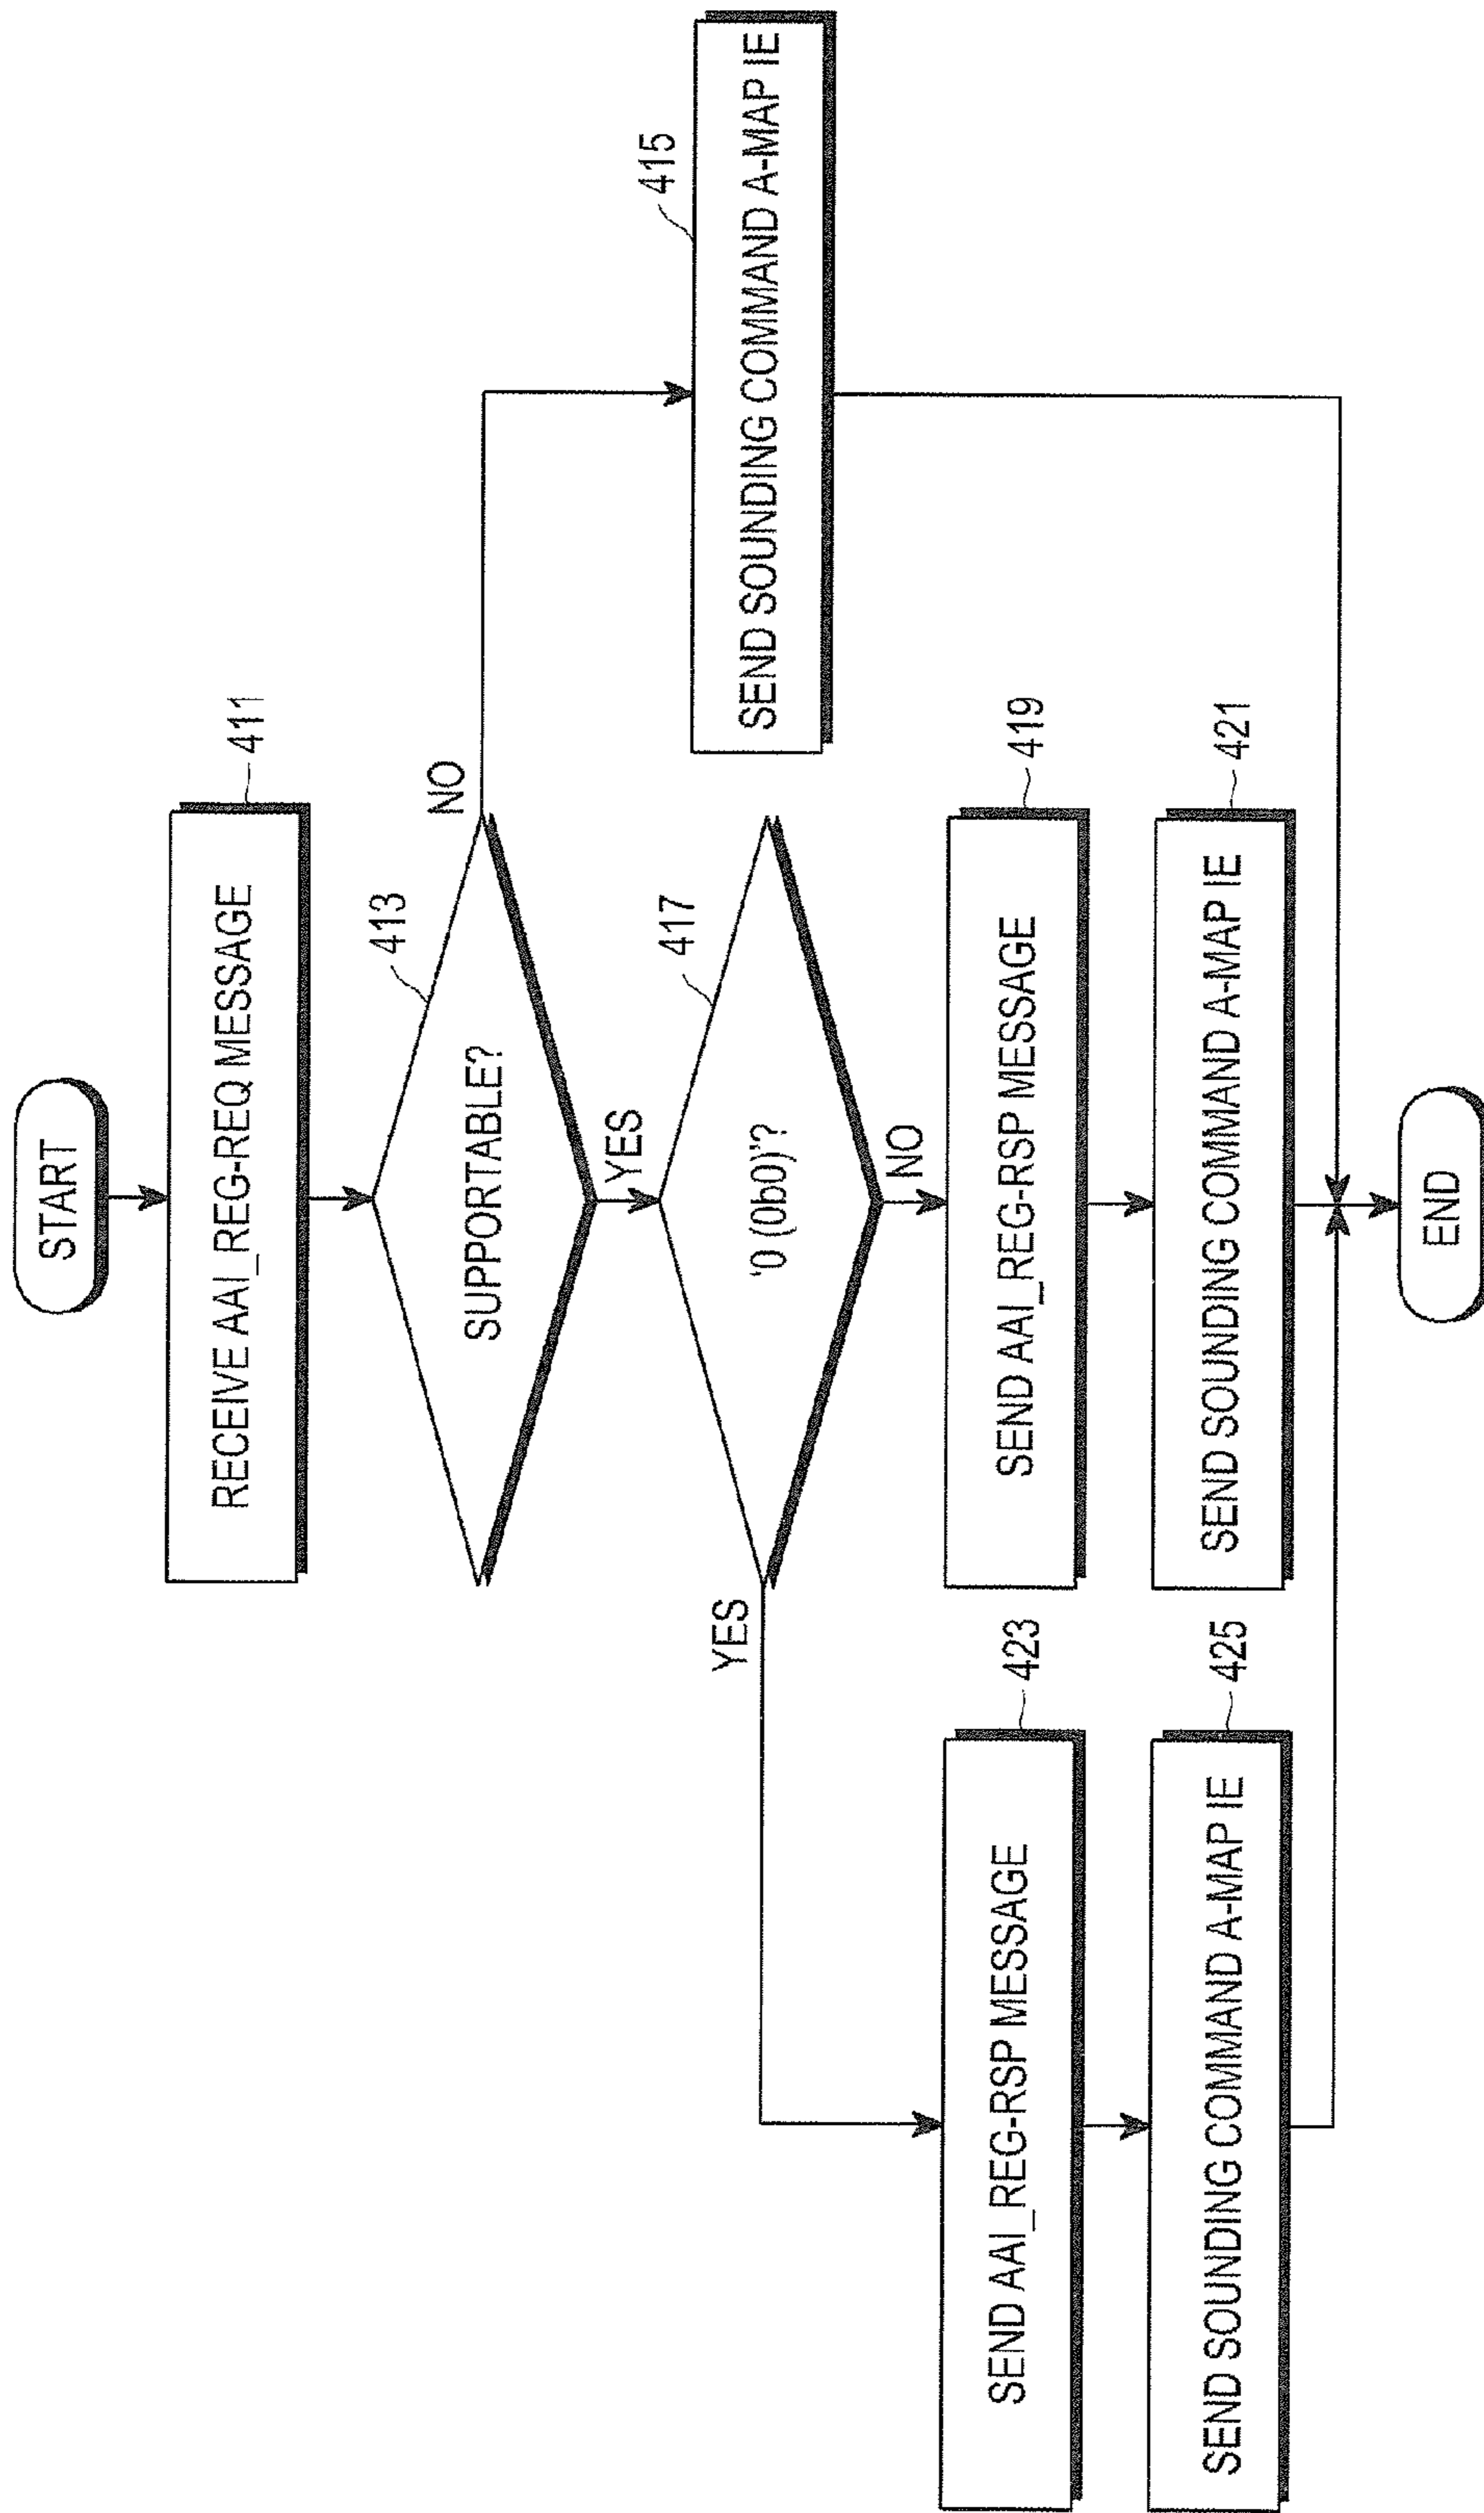 START
RECEIVE AAI_REG-REQ MESSAGE
411
SUPPORTABLE?
413
NO
YES
SEND SOUNDING COMMAND A-MAP IE
415
'0 (0b0)'?
417
YES
NO
SEND AAI_REG-RSP MESSAGE
423
SEND AAI_REG-RSP MESSAGE
419
SEND SOUNDING COMMAND A-MAP IE
425
SEND SOUNDING COMMAND A-MAP IE
421
END